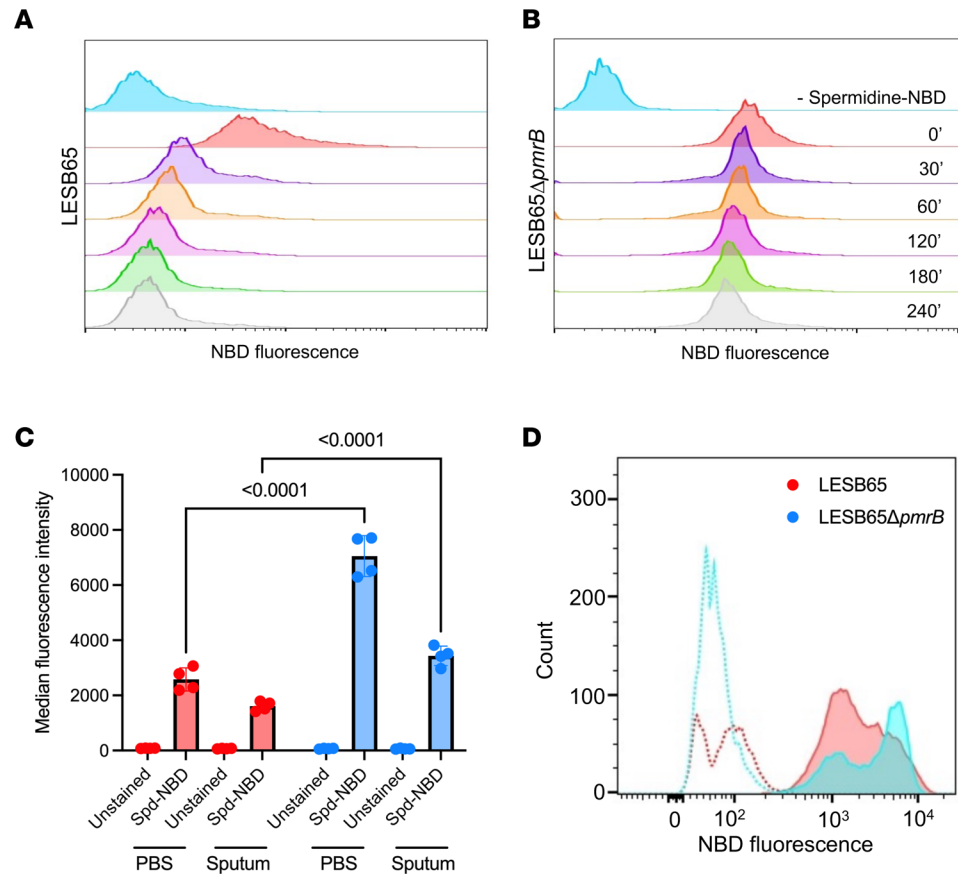 A
B
LESB65
LESB65ΔpmrB
- Spermidine-NBD
0’
30’
60’
120’
180’
240’
NBD fluorescence
NBD fluorescence
C
D
<0.0001
<0.0001
Median fluorescence intensity
10000
8000
6000
4000
2000
0
Unstained
Spd-NBD
Unstained
Spd-NBD
Unstained
Spd-NBD
Unstained
Spd-NBD
PBS
Sputum
PBS
Sputum
LESB65
LESB65ΔpmrB
Count
300
200
100
0
0
10²
10³
10⁴
NBD fluorescence